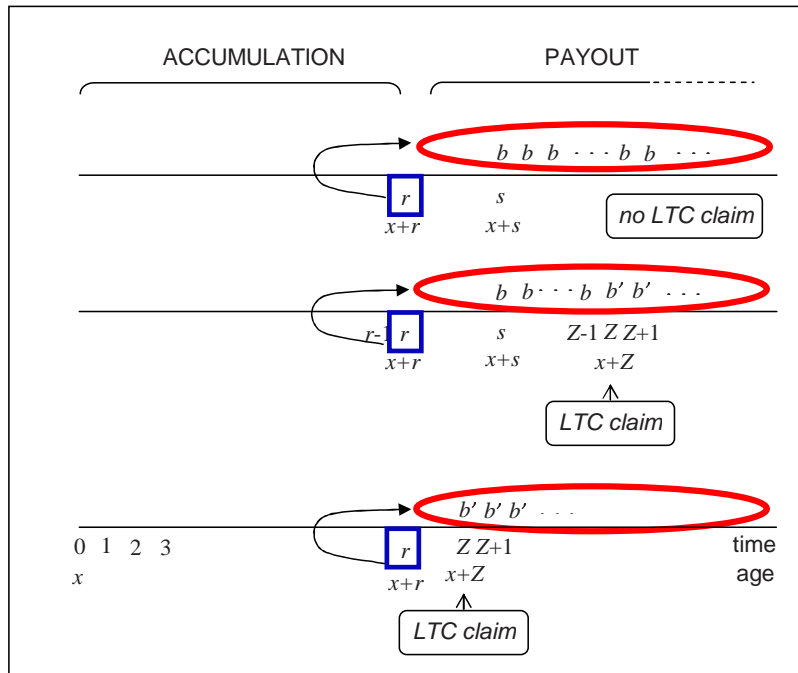 ACCUMULATION PAYOUT
b b b · · · b b · · ·
r s
x+r x+s no LTC claim
b b · · · b b' b' · · ·
r-1 r s Z-1 Z Z+1
x+r x+s x+Z
LTC claim
b' b' b' · · ·
0 1 2 3 r Z Z+1 time
x x+r x+Z age
LTC claim